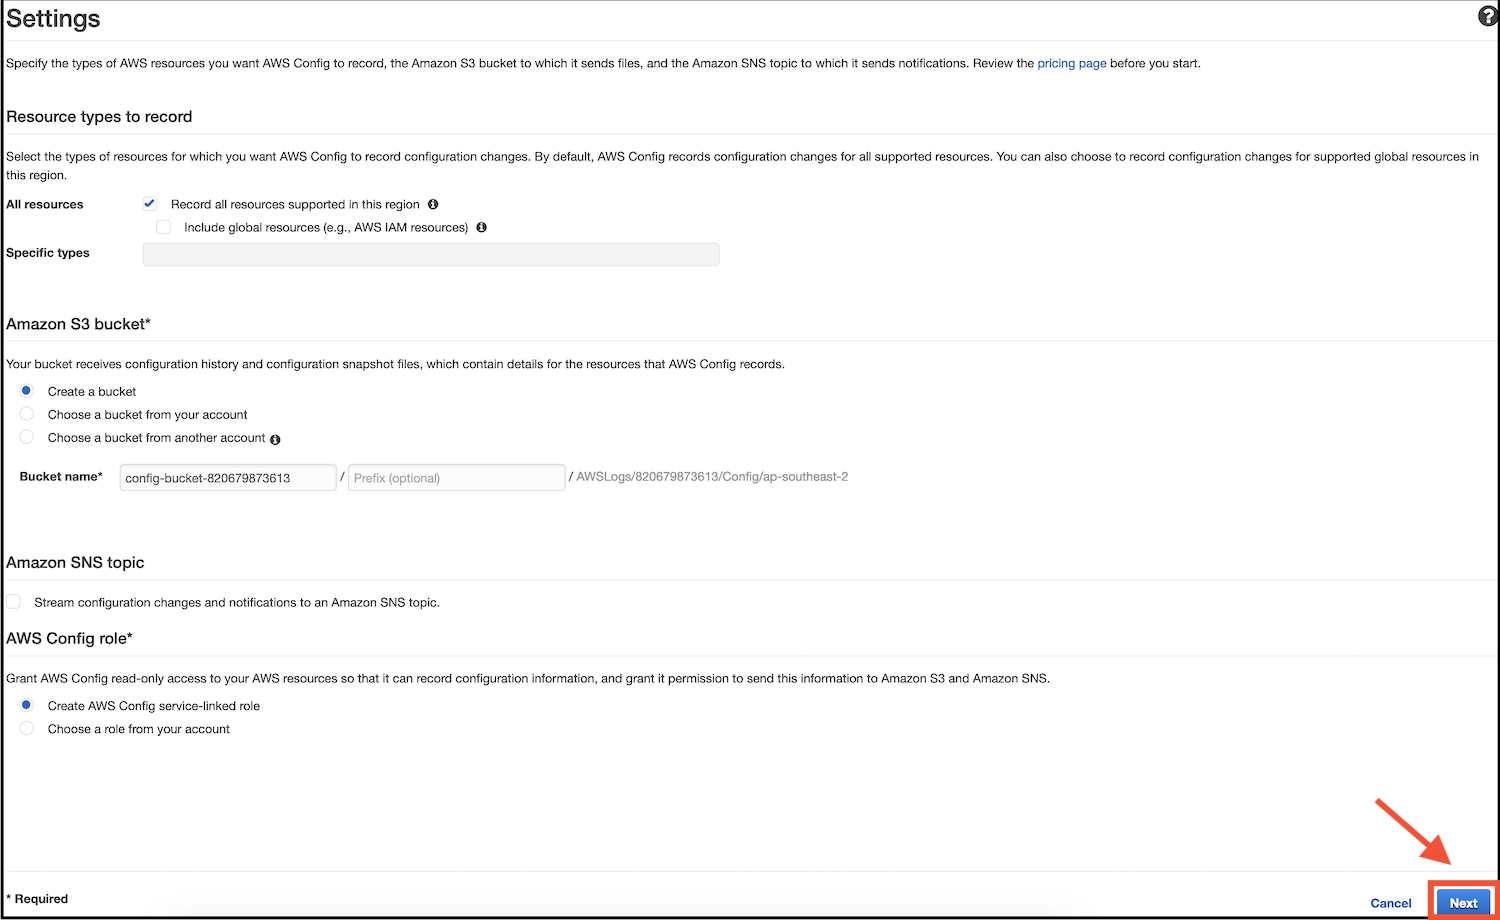 Settings
Specify the types of AWS resources you want AWS Config to record, the Amazon S3 bucket to which it sends files, and the Amazon SNS topic to which it sends notifications. Review the pricing page before you start.
Resource types to record
Select the types of resources for which you want AWS Config to record configuration changes. By default, AWS Config records configuration changes for all supported resources. You can also choose to record configuration changes for supported global resources in
this region.
All resources Record all resources supported in this region
Include global resources (e.g., AWS IAM resources)
Specific types
Amazon S3 bucket*
Your bucket receives configuration history and configuration snapshot files, which contain details for the resources that AWS Config records.
Create a bucket
Choose a bucket from your account
Choose a bucket from another account
Bucket name* config-bucket-820679873613 / Prefix (optional) / AWSLogs/820679873613/Config/ap-southeast-2
Amazon SNS topic
Stream configuration changes and notifications to an Amazon SNS topic.
AWS Config role*
Grant AWS Config read-only access to your AWS resources so that it can record configuration information, and grant it permission to send this information to Amazon S3 and Amazon SNS.
Create AWS Config service-linked role
Choose a role from your account
* Required
Cancel Next